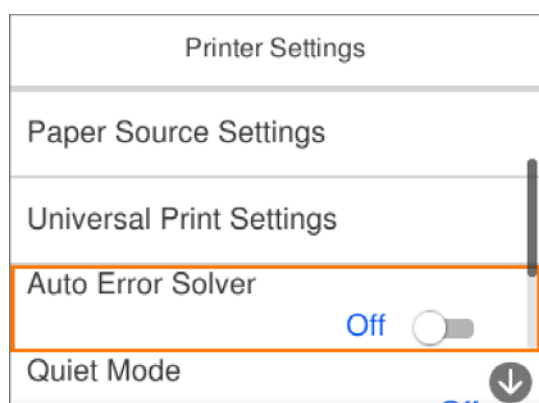 Printer Settings
Paper Source Settings
Universal Print Settings
Auto Error Solver
Off
Quiet Mode